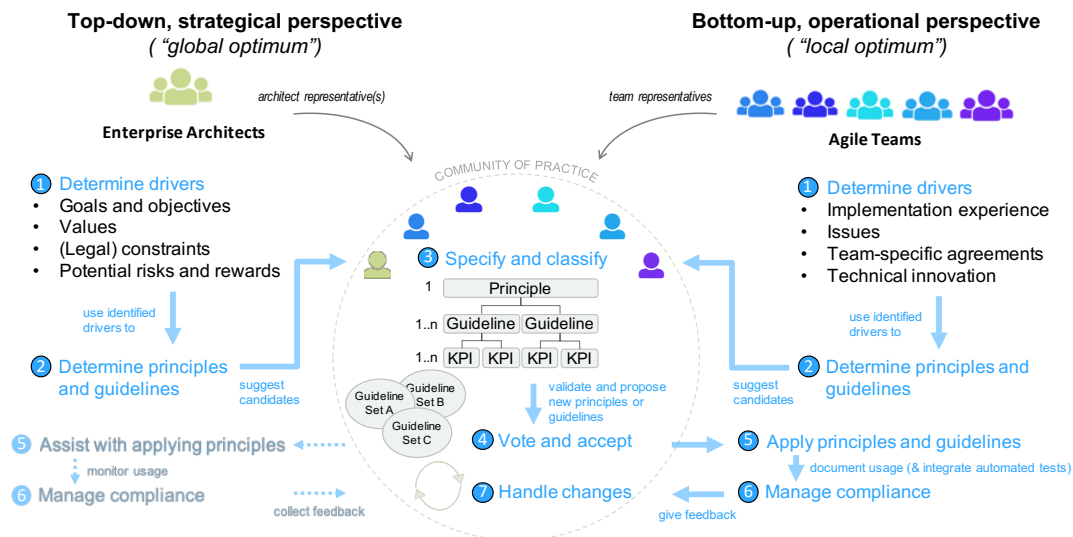 Top-down, strategical perspective
( “global optimum”)
architect representative(s)
Enterprise Architects
1 Determine drivers
• Goals and objectives
• Values
• (Legal) constraints
• Potential risks and rewards
use identified
drivers to
2 Determine principles
and guidelines
suggest
candidates
5 Assist with applying principles
monitor usage
6 Manage compliance
collect feedback
COMMUNITY OF PRACTICE
3 Specify and classify
1 Principle
1..n Guideline Guideline
1..n KPI KPI KPI KPI
Guideline
Set A
Guideline
Set B
Guideline
Set C
validate and propose
new principles or
guidelines
4 Vote and accept
7 Handle changes
Bottom-up, operational perspective
( “local optimum”)
team representatives
Agile Teams
1 Determine drivers
• Implementation experience
• Issues
• Team-specific agreements
• Technical innovation
use identified
drivers to
2 Determine principles and
guidelines
suggest
candidates
5 Apply principles and guidelines
document usage (& integrate automated tests)
6 Manage compliance
give feedback